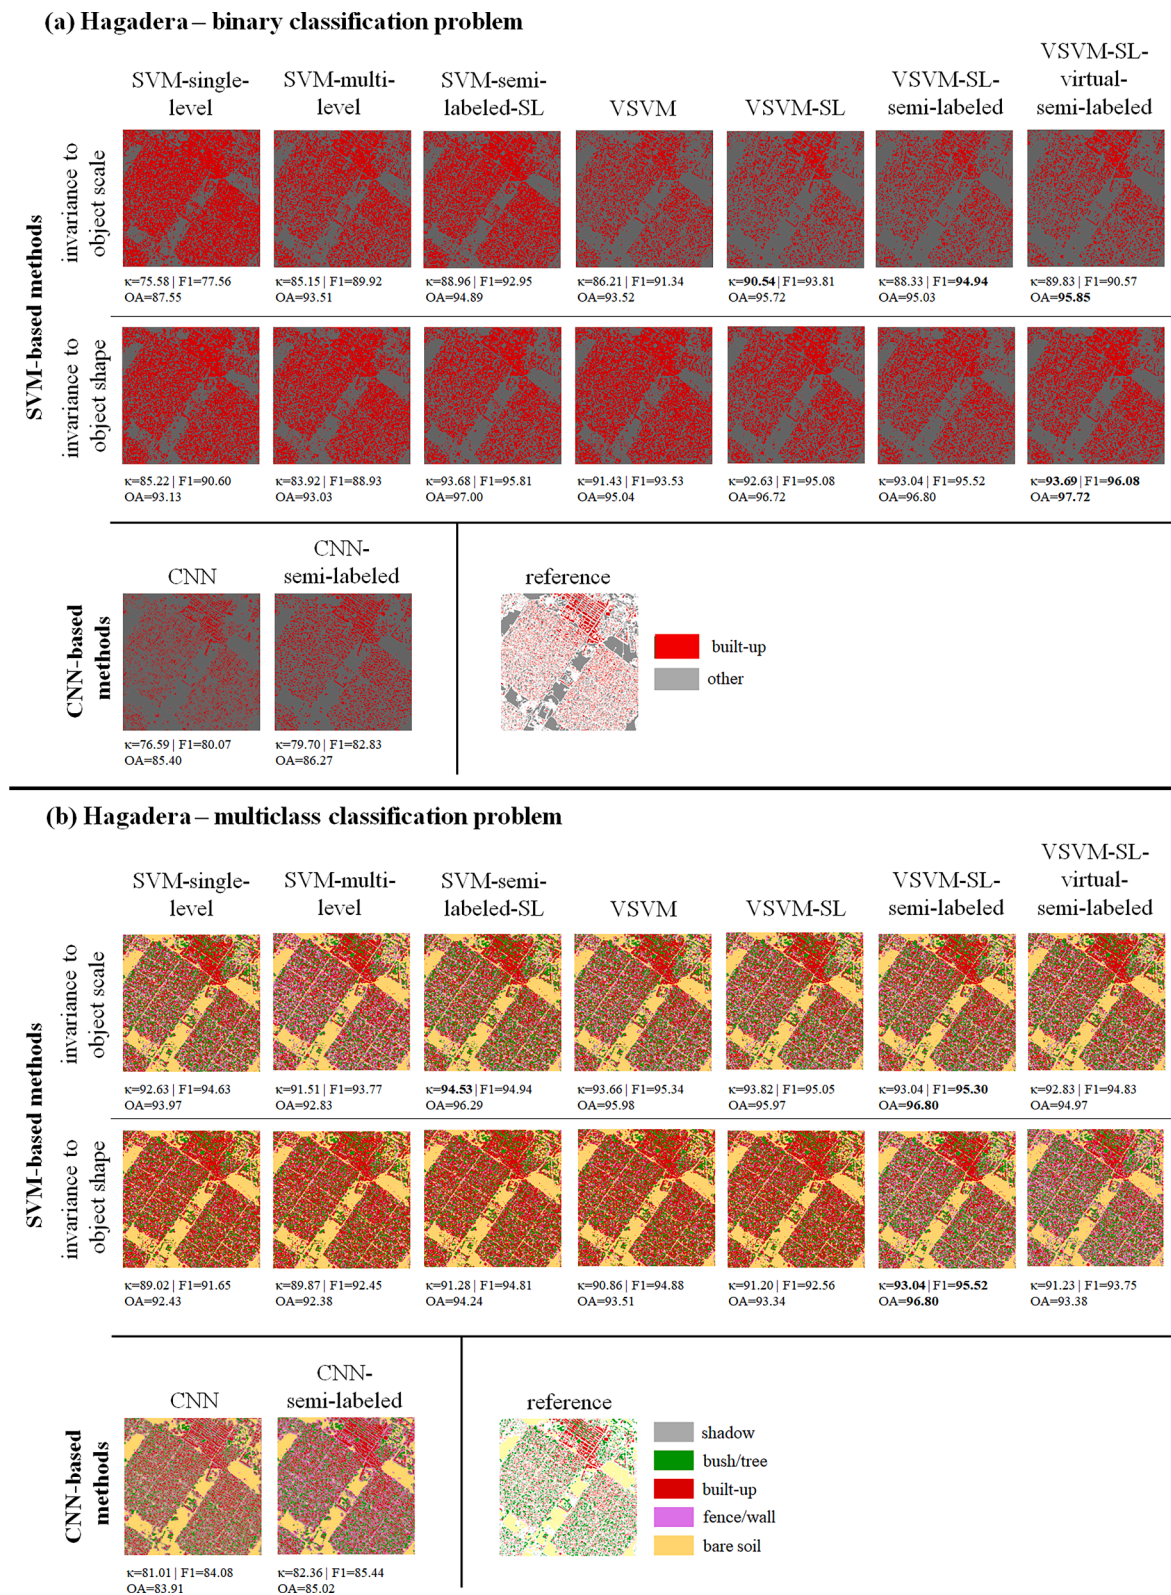 (a) Hagadera – binary classification problem
SVM-single-
level
SVM-multi-
level
SVM-semi-
labeled-SL
VSVM
VSVM-SL
VSVM-SL-
semi-labeled
VSVM-SL-
virtual-
semi-labeled
SVM-based methods
invariance to
object scale
κ=75.58 | F1=77.56
OA=87.55
κ=85.15 | F1=89.92
OA=93.51
κ=88.96 | F1=92.95
OA=94.89
κ=86.21 | F1=91.34
OA=93.52
κ=90.54 | F1=93.81
OA=95.72
κ=88.33 | F1=94.94
OA=95.03
κ=89.83 | F1=90.57
OA=95.85
invariance to
object shape
κ=85.22 | F1=90.60
OA=93.13
κ=83.92 | F1=88.93
OA=93.03
κ=93.68 | F1=95.81
OA=97.00
κ=91.43 | F1=93.53
OA=95.04
κ=92.63 | F1=95.08
OA=96.72
κ=93.04 | F1=95.52
OA=96.80
κ=93.69 | F1=96.08
OA=97.72
CNN-based
methods
CNN
CNN-
semi-labeled
κ=76.59 | F1=80.07
OA=85.40
κ=79.70 | F1=82.83
OA=86.27
reference
built-up
other
(b) Hagadera – multiclass classification problem
SVM-single-
level
SVM-multi-
level
SVM-semi-
labeled-SL
VSVM
VSVM-SL
VSVM-SL-
semi-labeled
VSVM-SL-
virtual-
semi-labeled
SVM-based methods
invariance to
object scale
κ=92.63 | F1=94.63
OA=93.97
κ=91.51 | F1=93.77
OA=92.83
κ=94.53 | F1=94.94
OA=96.29
κ=93.66 | F1=95.34
OA=95.98
κ=93.82 | F1=95.05
OA=95.97
κ=93.04 | F1=95.30
OA=96.80
κ=92.83 | F1=94.83
OA=94.97
invariance to
object shape
κ=89.02 | F1=91.65
OA=92.43
κ=89.87 | F1=92.45
OA=92.38
κ=91.28 | F1=94.81
OA=94.24
κ=90.86 | F1=94.88
OA=93.51
κ=91.20 | F1=92.56
OA=93.34
κ=93.04 | F1=95.52
OA=96.80
κ=91.23 | F1=93.75
OA=93.38
CNN-based
methods
CNN
CNN-
semi-labeled
κ=81.01 | F1=84.08
OA=83.91
κ=82.36 | F1=85.44
OA=85.02
reference
shadow
bush/tree
built-up
fence/wall
bare soil